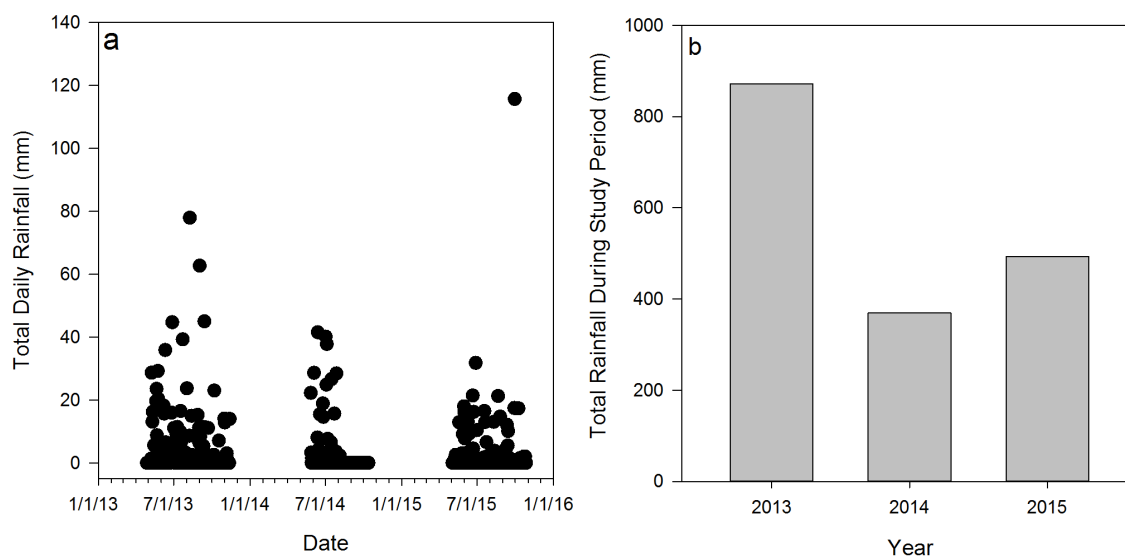 a
Total Daily Rainfall (mm)
140
120
100
80
60
40
20
0
1/1/13 7/1/13 1/1/14 7/1/14 1/1/15 7/1/15 1/1/16
Date
b
Total Rainfall During Study Period (mm)
1000
800
600
400
200
0
2013 2014 2015
Year